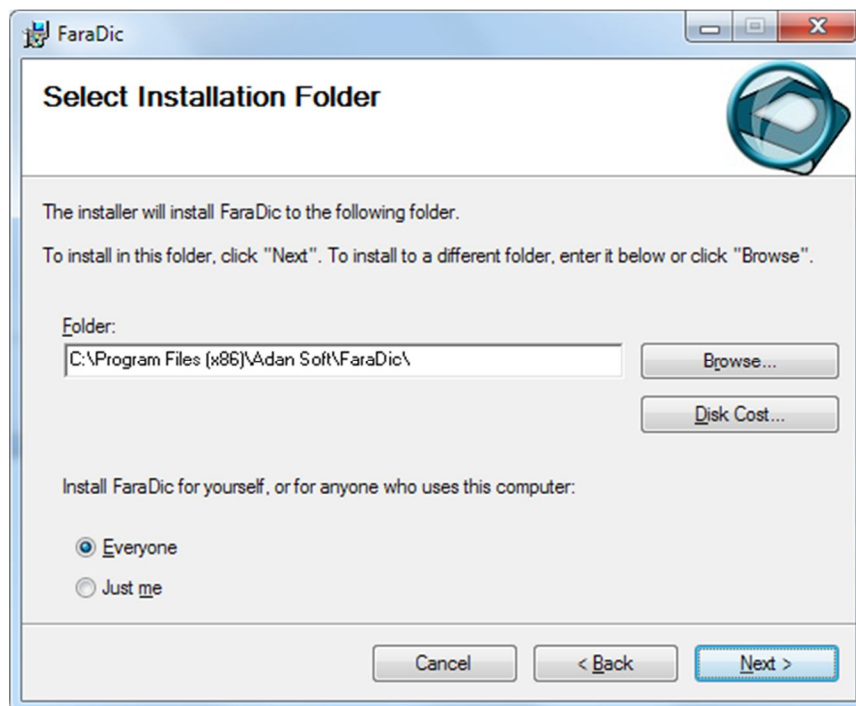 FaraDic
Select Installation Folder
The installer will install FaraDic to the following folder.
To install in this folder, click "Next". To install to a different folder, enter it below or click "Browse".
Folder:
C:\Program Files (x86)\Adan Soft\FaraDic\
Browse...
Disk Cost...
Install FaraDic for yourself, or for anyone who uses this computer:
Everyone
Just me
Cancel
< Back
Next >